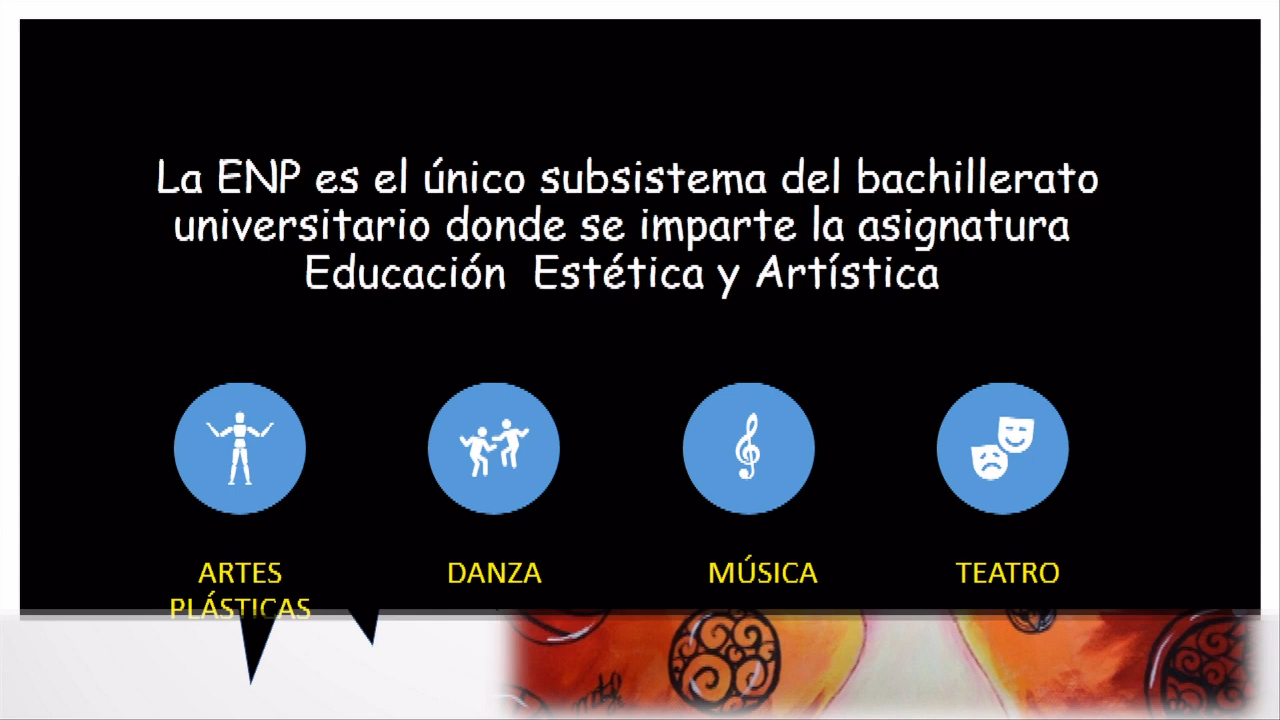 La ENP es el único subsistema del bachillerato
universitario donde se imparte la asignatura
Educación Estética y Artística
ARTES
PLÁSTICAS
DANZA
MÚSICA
TEATRO